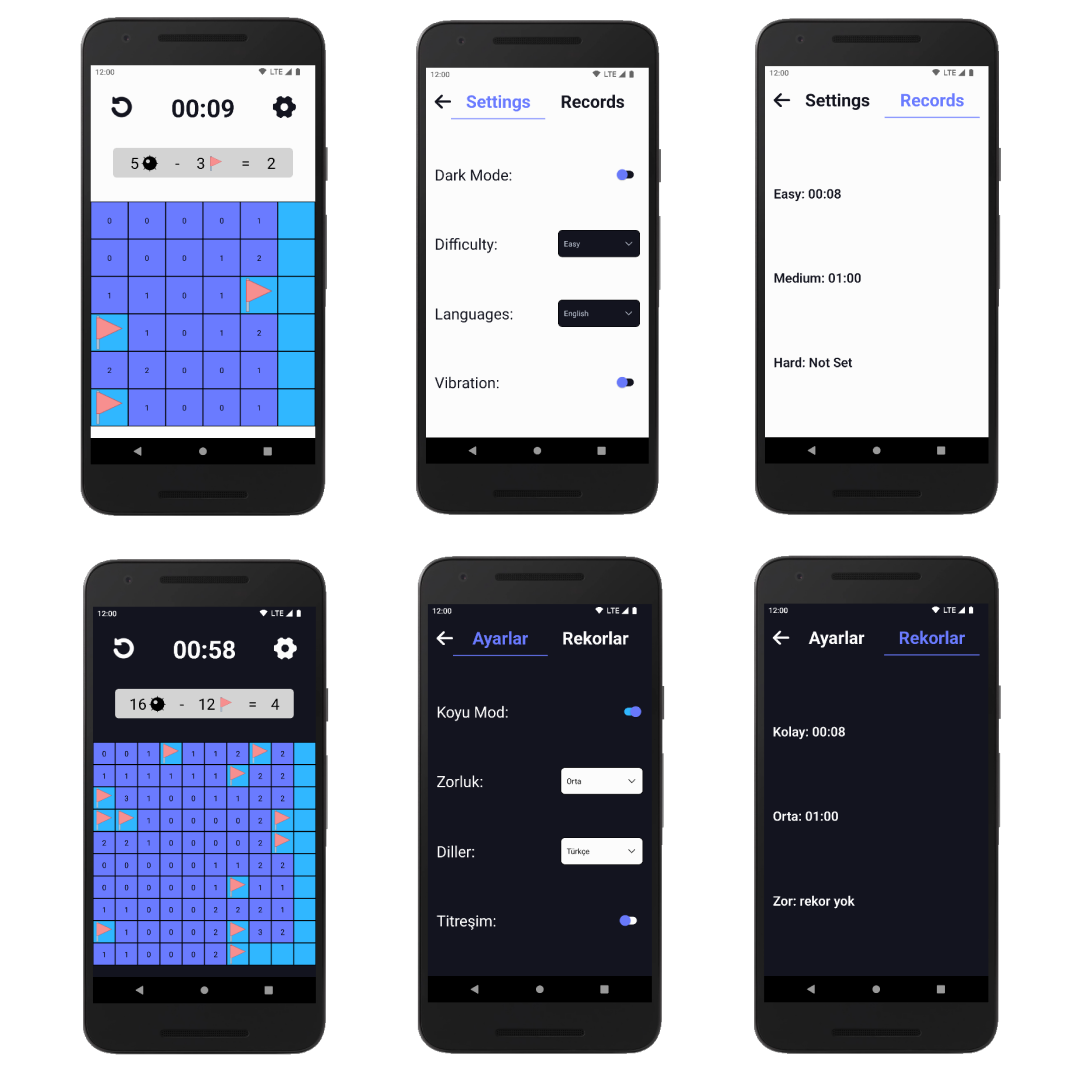 12:00 LTE
00:09
5 - 3 = 2
0 0 0 0 1
0 0 0 1 2
1 1 0 1
1 0 1 2
2 2 0 0 1
1 0 0 1
12:00 LTE
Settings Records
Dark Mode:
Difficulty: Easy
Languages: English
Vibration:
12:00 LTE
Settings Records
Easy: 00:08
Medium: 01:00
Hard: Not Set
12:00 LTE
00:58
16 - 12 = 4
0 0 1 1 1 2 2
1 1 1 1 1 1 2 2
3 1 0 0 1 1 2 2
1 0 0 0 0 1
2 2 1 0 0 0 0 2
0 0 0 0 0 1 1 2 2
0 0 0 0 0 1 1 1
1 1 0 0 0 2 2 2 1
1 0 0 0 2 3 2
1 1 0 0 0 2
12:00 LTE
Ayarlar Rekorlar
Koyu Mod:
Zorluk: Orta
Diller: Türkçe
Titreşim:
12:00 LTE
Ayarlar Rekorlar
Kolay: 00:08
Orta: 01:00
Zor: rekor yok